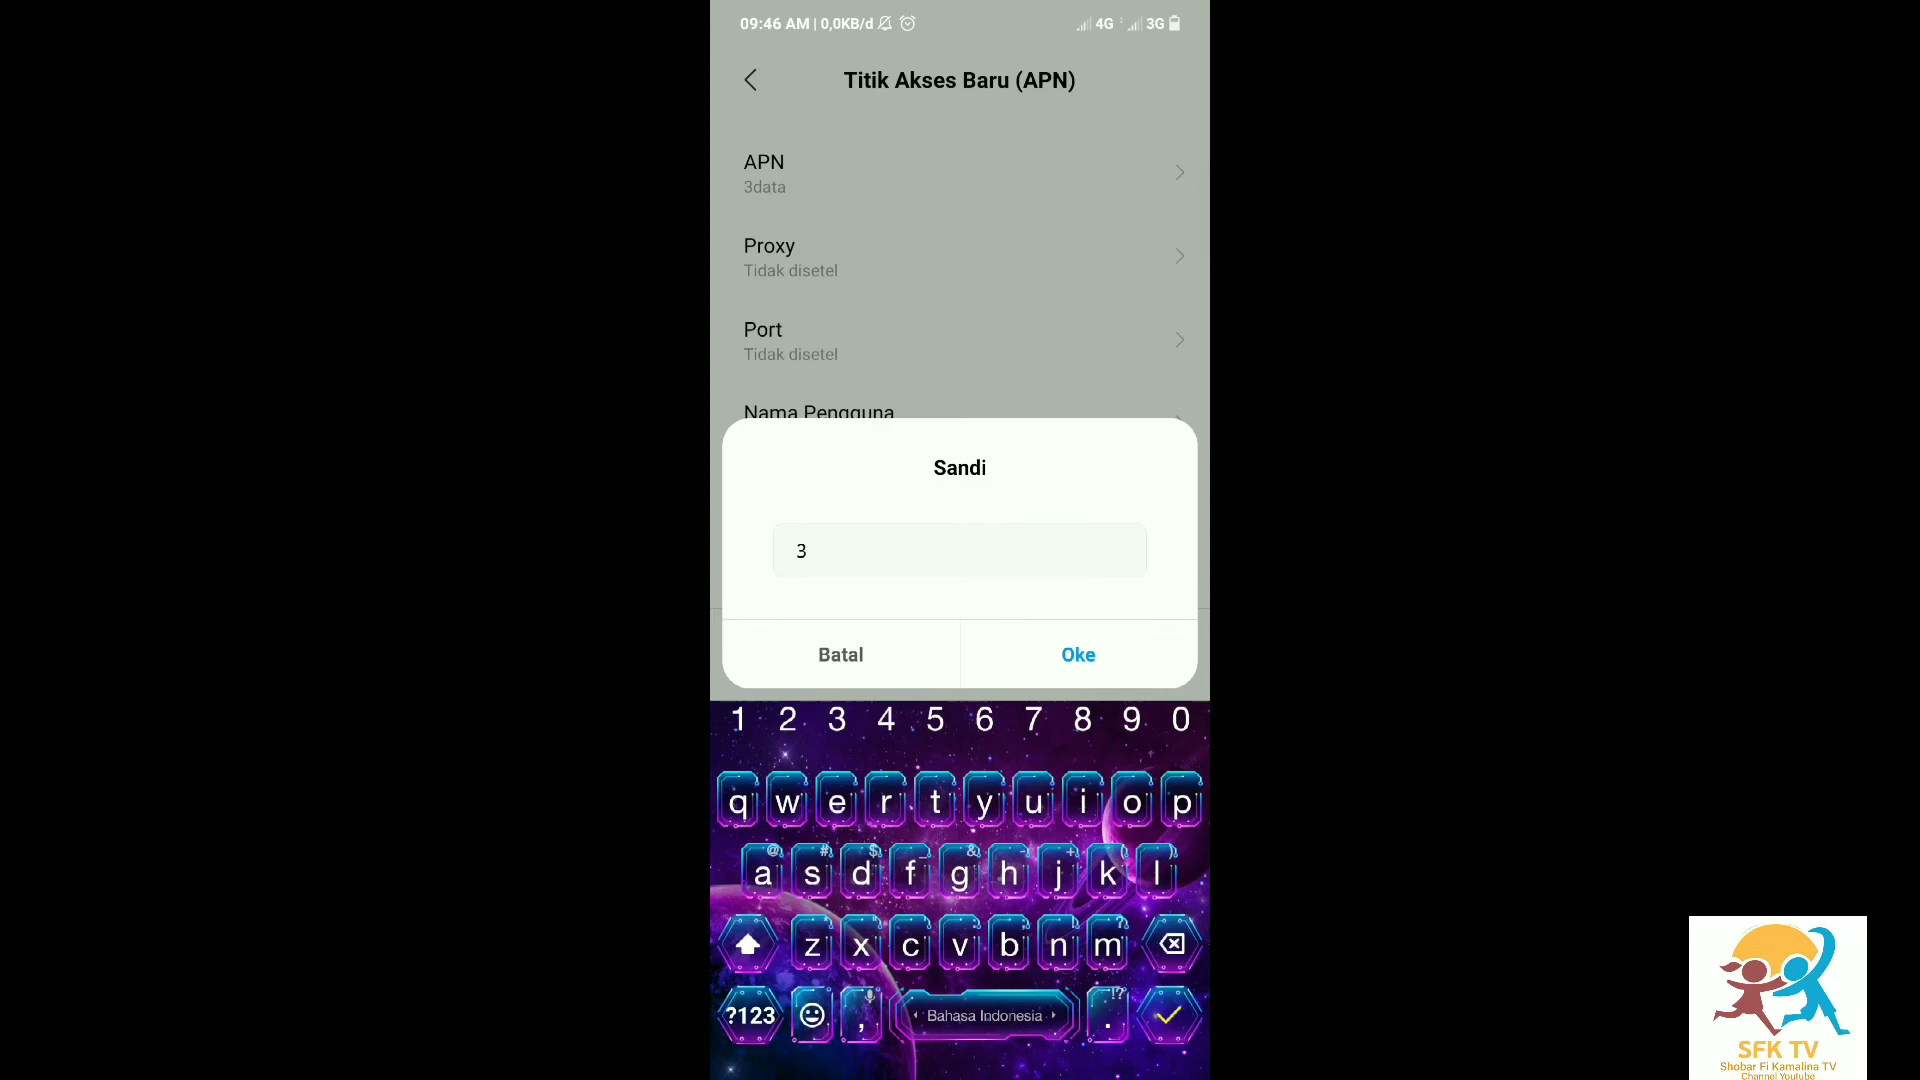 09:46 AM | 0,0KB/d
4G
3G
Titik Akses Baru (APN)
APN
3data
Proxy
Tidak disetel
Port
Tidak disetel
Nama Pengguna
Sandi
3
Batal
Oke
1 2 3 4 5 6 7 8 9 0
q w e r t y u i o p
@ # $ _ & - + ( )
a s d f g h j k l
* " ' : ; ! ?
z x c v b n m
!?
?123 , Bahasa Indonesia .
SFK TV
Shobar Fi Kamalina TV
Channel Youtube